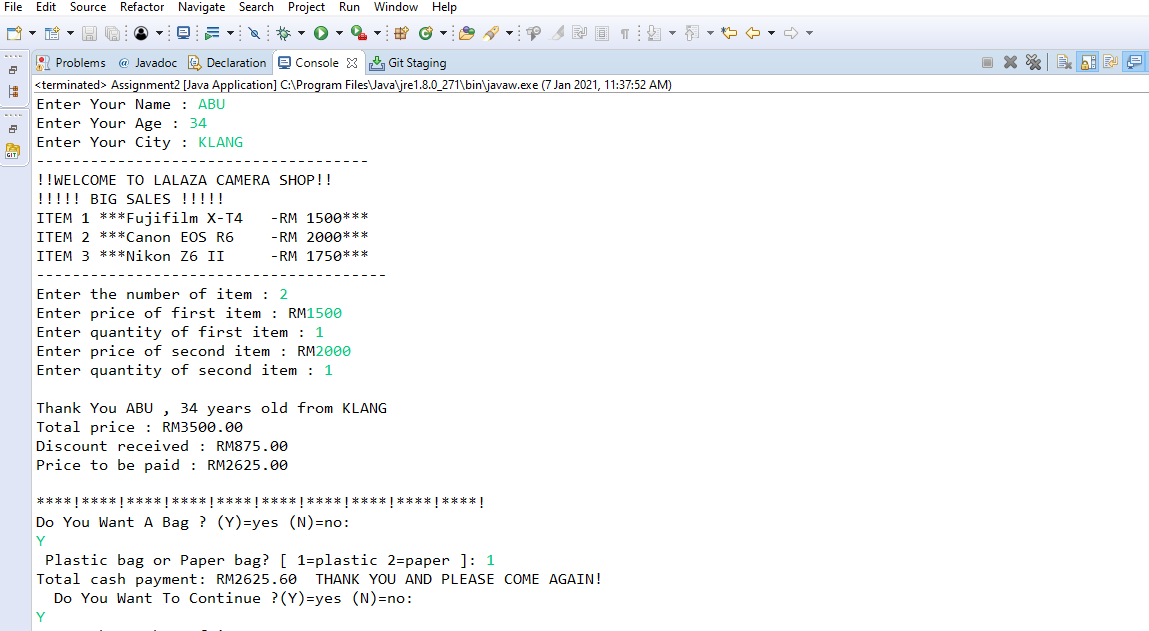 File Edit Source Refactor Navigate Search Project Run Window Help
Problems @ Javadoc Declaration Console Git Staging
<terminated> Assignment2 [Java Application] C:\Program Files\Java\jre1.8.0_271\bin\javaw.exe (7 Jan 2021, 11:37:52 AM)
Enter Your Name : ABU
Enter Your Age : 34
GIT Enter Your City : KLANG
-------------------------------------
!!WELCOME TO LALAZA CAMERA SHOP!!
!!!!! BIG SALES !!!!!
ITEM 1 ***Fujifilm X-T4   -RM 1500***
ITEM 2 ***Canon EOS R6    -RM 2000***
ITEM 3 ***Nikon Z6 II     -RM 1750***
---------------------------------------
Enter the number of item : 2
Enter price of first item : RM1500
Enter quantity of first item : 1
Enter price of second item : RM2000
Enter quantity of second item : 1
Thank You ABU , 34 years old from KLANG
Total price : RM3500.00
Discount received : RM875.00
Price to be paid : RM2625.00
****!****!****!****!****!****!****!****!****!****!
Do You Want A Bag ? (Y)=yes (N)=no:
Y
 Plastic bag or Paper bag? [ 1=plastic 2=paper ]: 1
Total cash payment: RM2625.60  THANK YOU AND PLEASE COME AGAIN!
  Do You Want To Continue ?(Y)=yes (N)=no:
Y